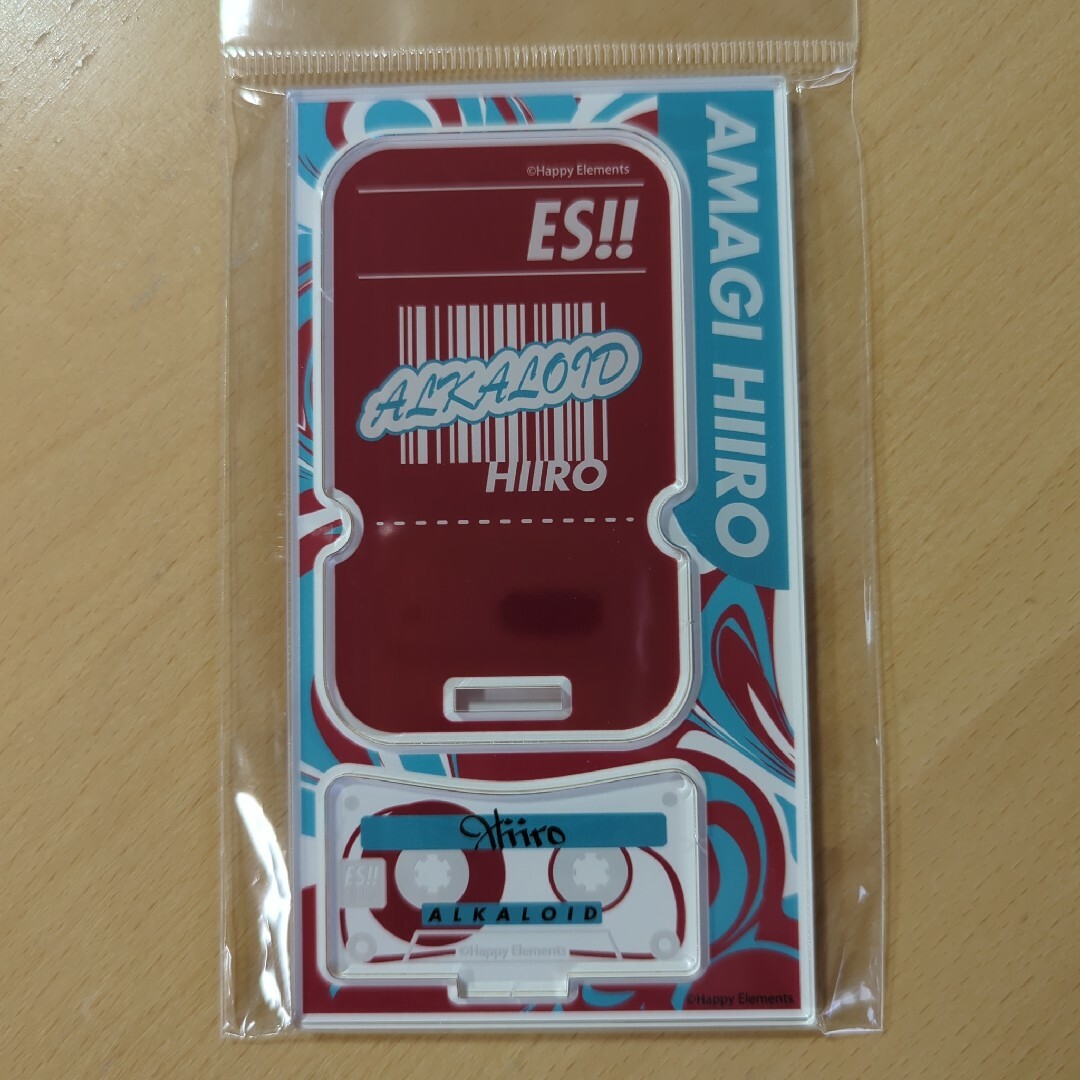 ©Happy Elements
ES!!
ALKALOID
HIIRO
AMAGI HIIRO
Hiiro
ES!!
ALKALOID
©Happy Elements
©Happy Elements